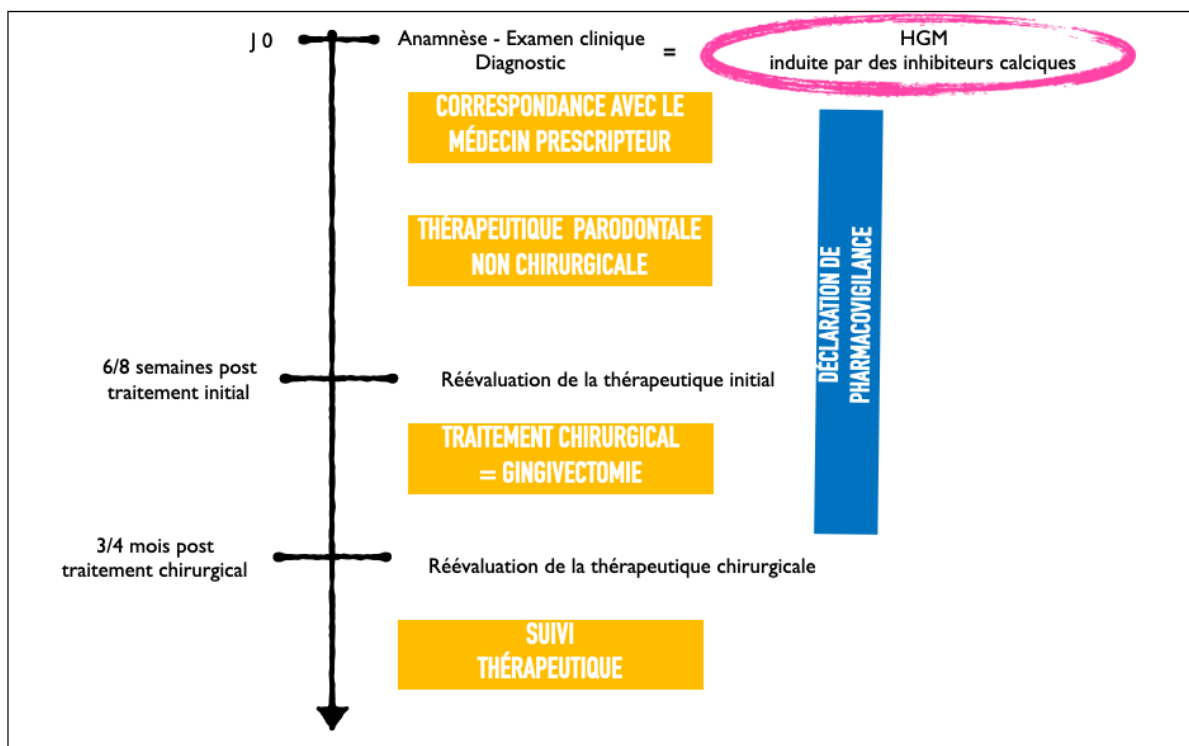 J 0
Anamnèse - Examen clinique
Diagnostic
=
HGM
induite par des inhibiteurs calciques
CORRESPONDANCE AVEC LE
MÉDECIN PRESCRIPTEUR
THÉRAPEUTIQUE PARODONTALE
NON CHIRURGICALE
DÉCLARATION DE
PHARMACOVIGILANCE
6/8 semaines post
traitement initial
Réévaluation de la thérapeutique initial
TRAITEMENT CHIRURGICAL
= GINGIVECTOMIE
3/4 mois post
traitement chirurgical
Réévaluation de la thérapeutique chirurgicale
SUIVI
THÉRAPEUTIQUE